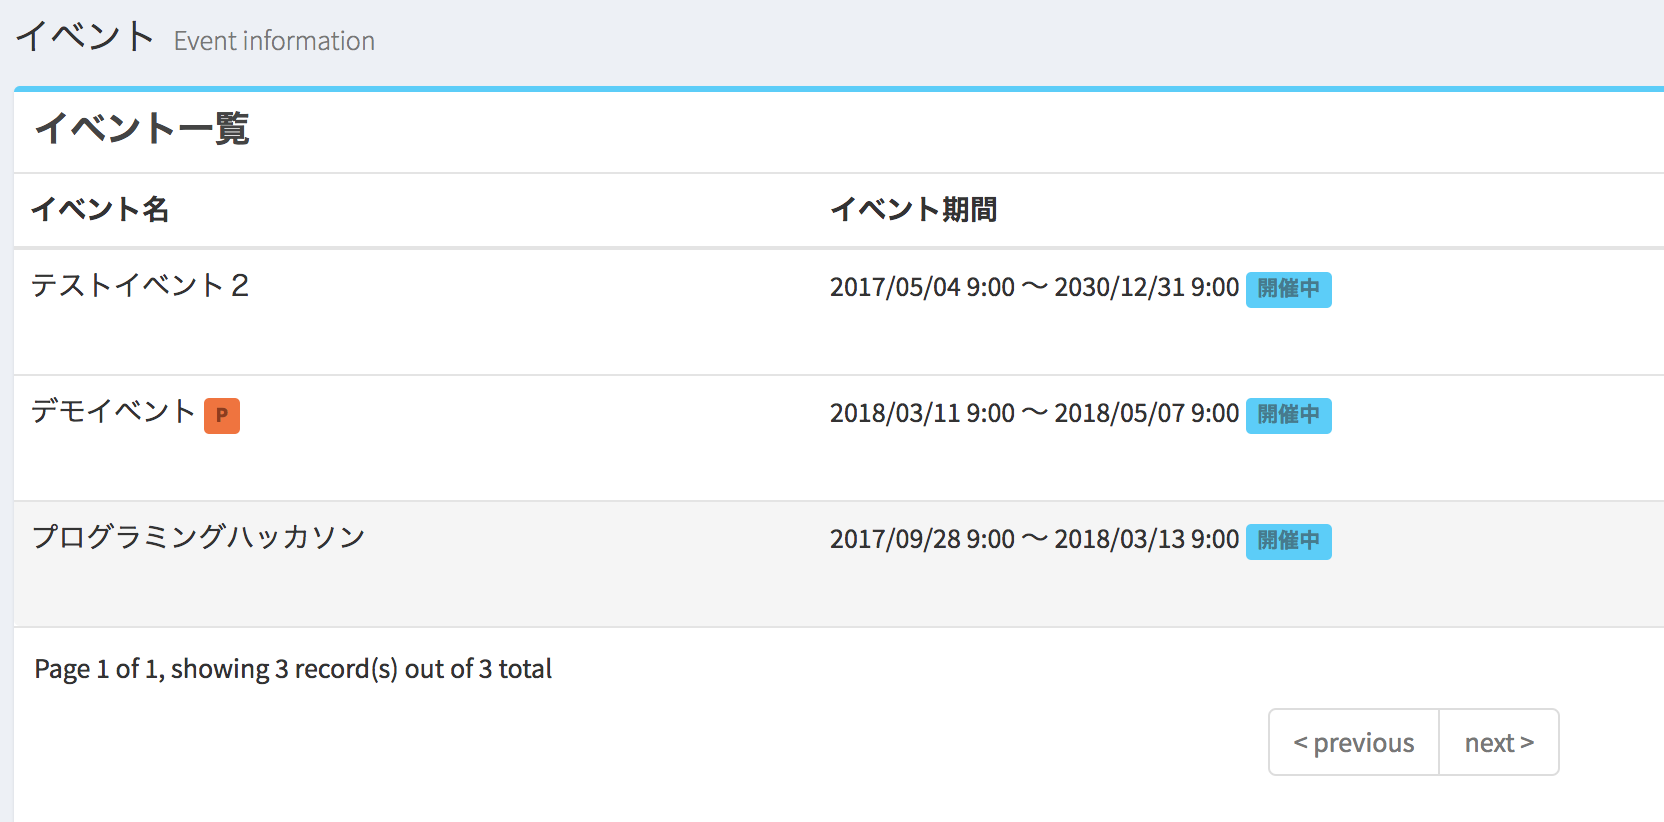 イベント Event information
イベント一覧
イベント名 イベント期間
テストイベント２ 2017/05/04 9:00 〜 2030/12/31 9:00 開催中
デモイベント P 2018/03/11 9:00 〜 2018/05/07 9:00 開催中
プログラミングハッカソン 2017/09/28 9:00 〜 2018/03/13 9:00 開催中
Page 1 of 1, showing 3 record(s) out of 3 total
< previous next >